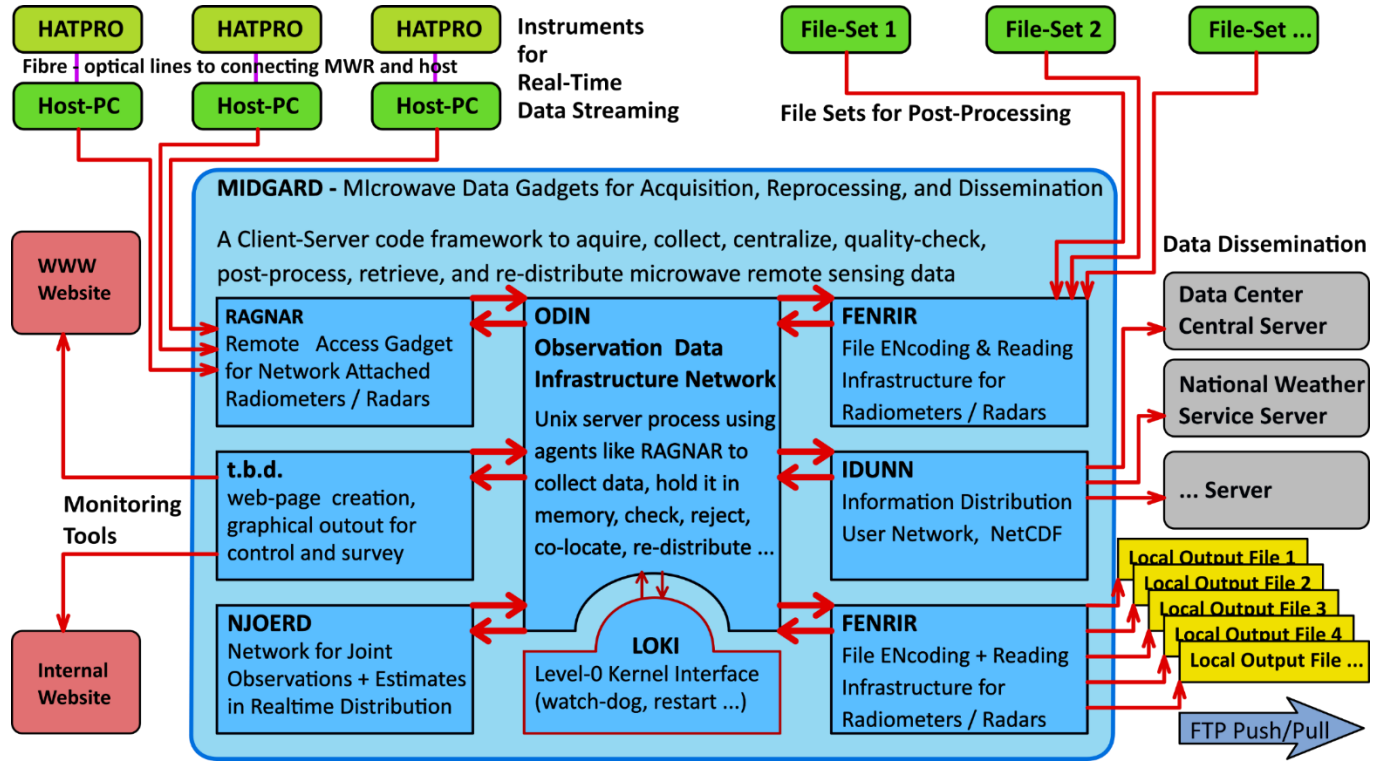 HATPRO
HATPRO
HATPRO
Fibre - optical lines to connecting MWR and host
Host-PC
Host-PC
Host-PC
Instruments
for
Real-Time
Data Streaming
File-Set 1
File-Set 2
File-Set ...
File Sets for Post-Processing
MIDGARD - MIcrowave Data Gadgets for Acquisition, Reprocessing, and Dissemination
A Client-Server code framework to aquire, collect, centralize, quality-check,
post-process, retrieve, and re-distribute microwave remote sensing data
WWW
Website
Monitoring
Tools
Internal
Website
RAGNAR
Remote Access Gadget
for Network Attached
Radiometers / Radars
t.b.d.
web-page creation,
graphical outout for
control and survey
NJOERD
Network for Joint
Observations + Estimates
in Realtime Distribution
ODIN
Observation Data
Infrastructure Network
Unix server process using
agents like RAGNAR to
collect data, hold it in
memory, check, reject,
co-locate, re-distribute ...
LOKI
Level-0 Kernel Interface
(watch-dog, restart ...)
FENRIR
File ENcoding & Reading
Infrastructure for
Radiometers / Radars
IDUNN
Information Distribution
User Network, NetCDF
FENRIR
File ENcoding + Reading
Infrastructure for
Radiometers / Radars
Data Dissemination
Data Center
Central Server
National Weather
Service Server
... Server
Local Output File 1
Local Output File 2
Local Output File 3
Local Output File 4
Local Output File ...
FTP Push/Pull